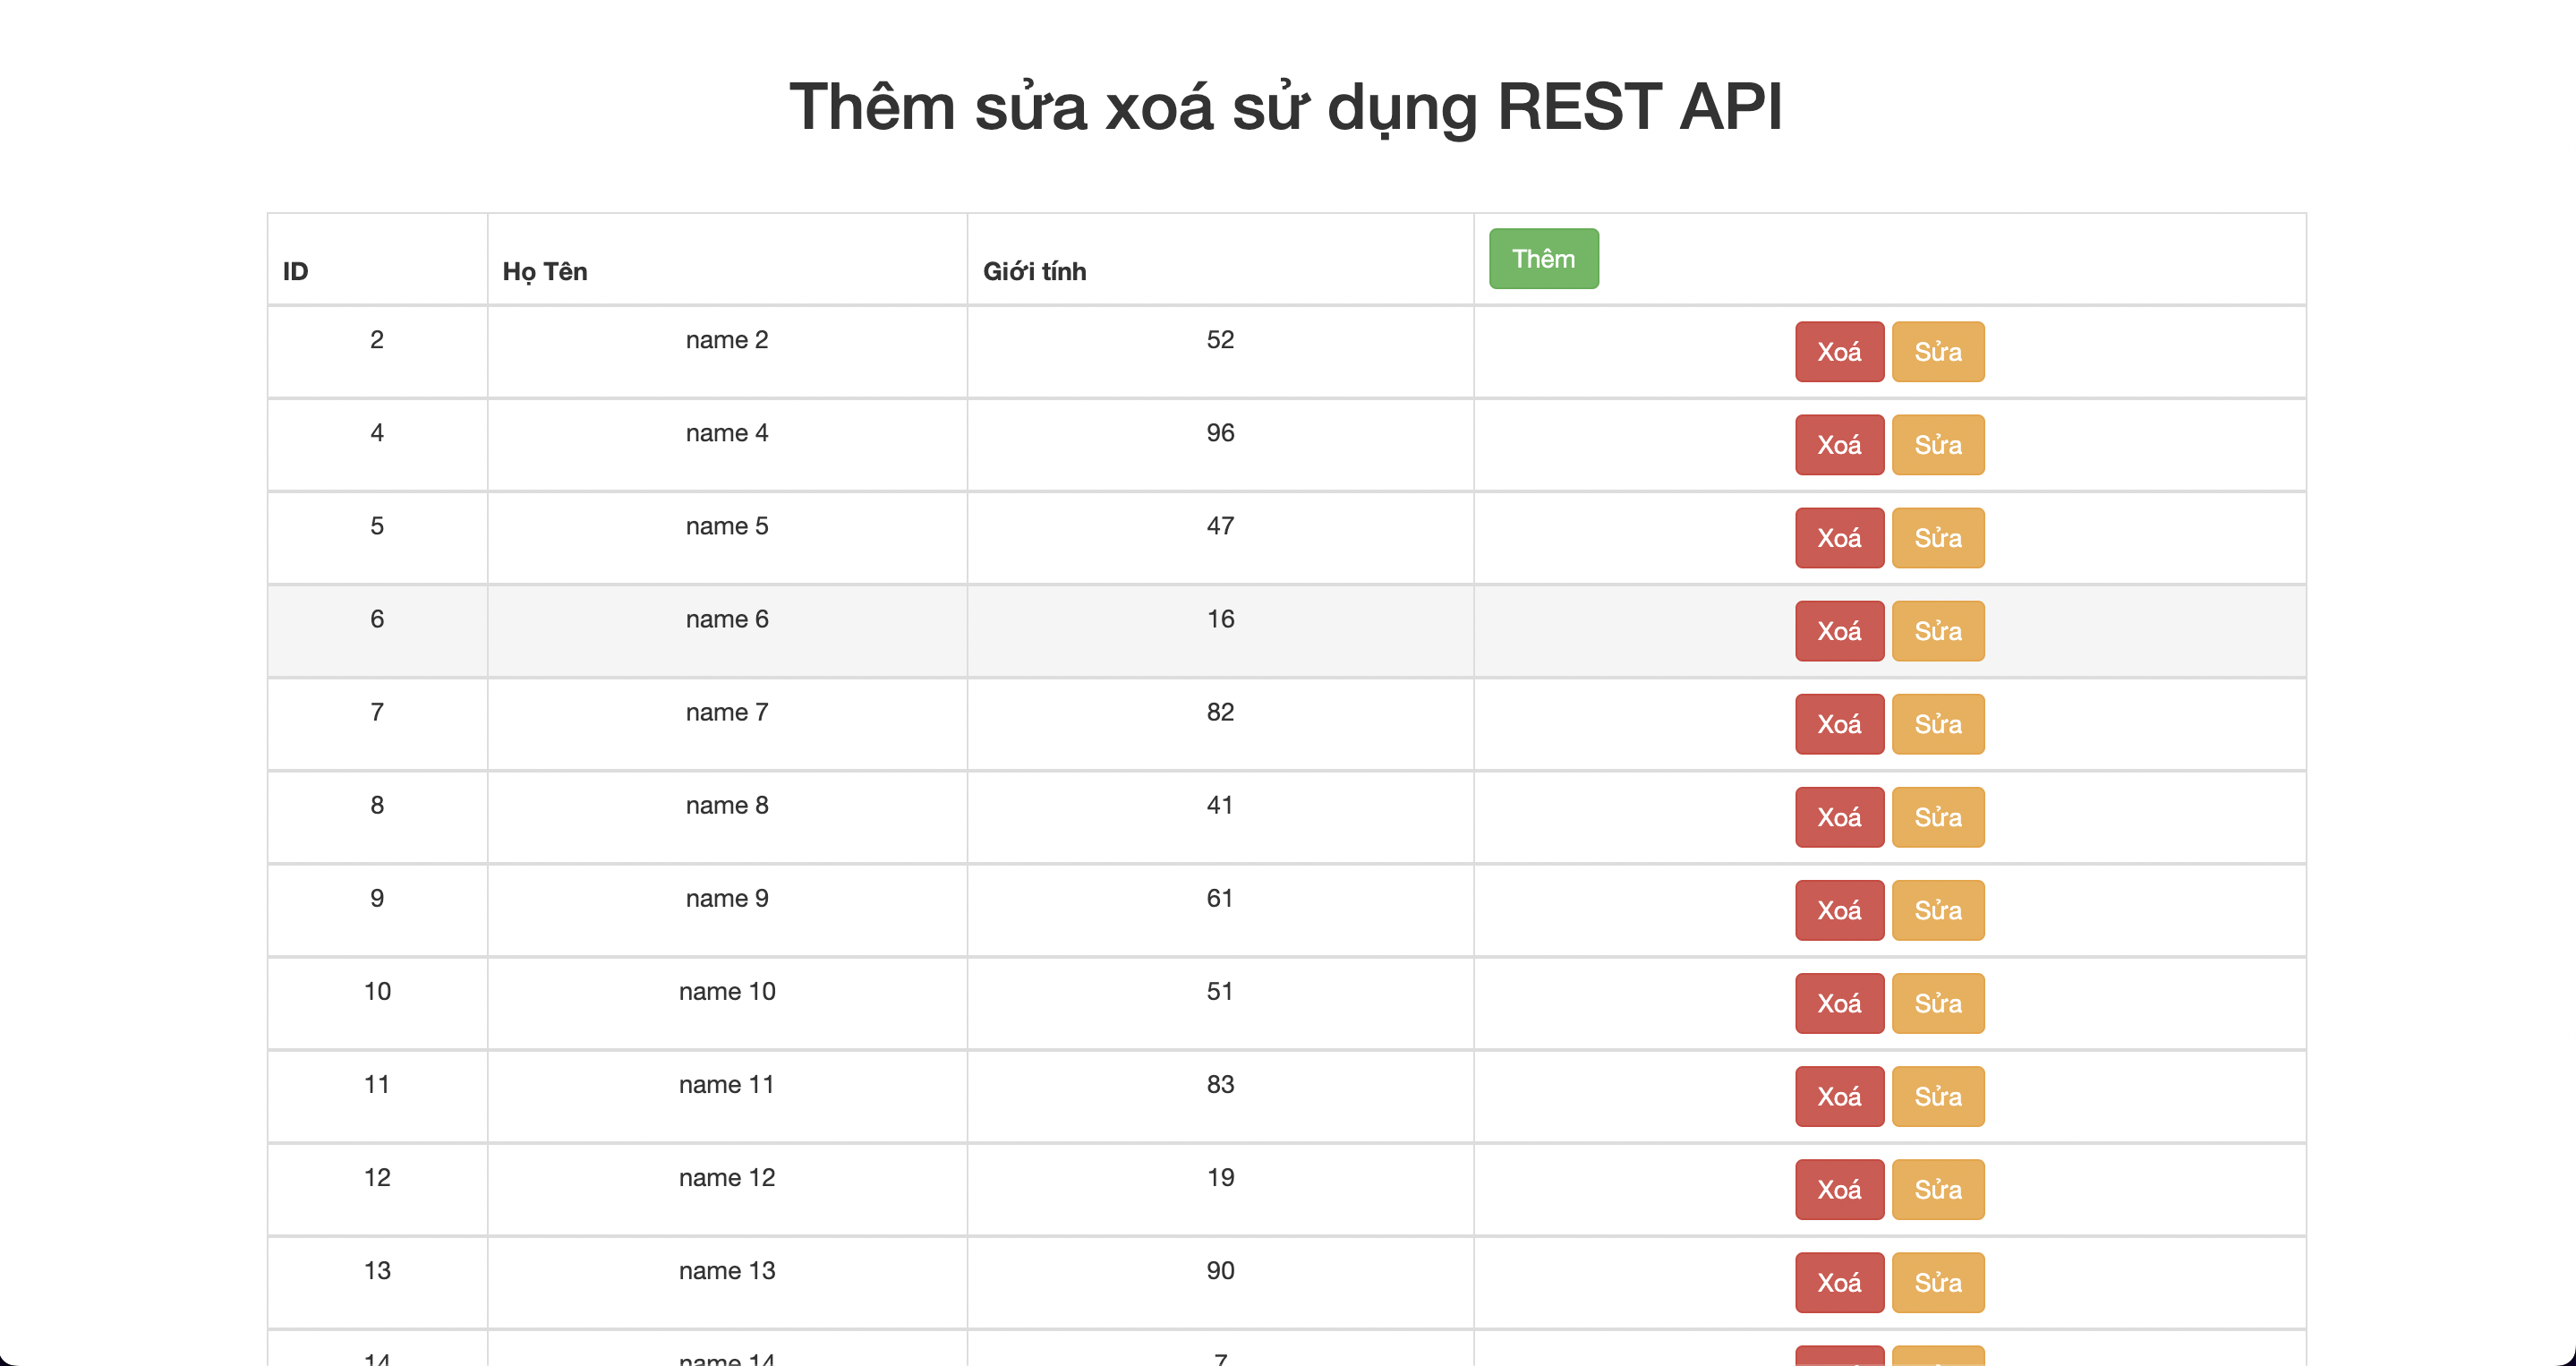 Thêm sửa xoá sử dụng REST API
ID Họ Tên Giới tính Thêm
2 name 2 52 Xoá Sửa
4 name 4 96 Xoá Sửa
5 name 5 47 Xoá Sửa
6 name 6 16 Xoá Sửa
7 name 7 82 Xoá Sửa
8 name 8 41 Xoá Sửa
9 name 9 61 Xoá Sửa
10 name 10 51 Xoá Sửa
11 name 11 83 Xoá Sửa
12 name 12 19 Xoá Sửa
13 name 13 90 Xoá Sửa
14 name 14 7